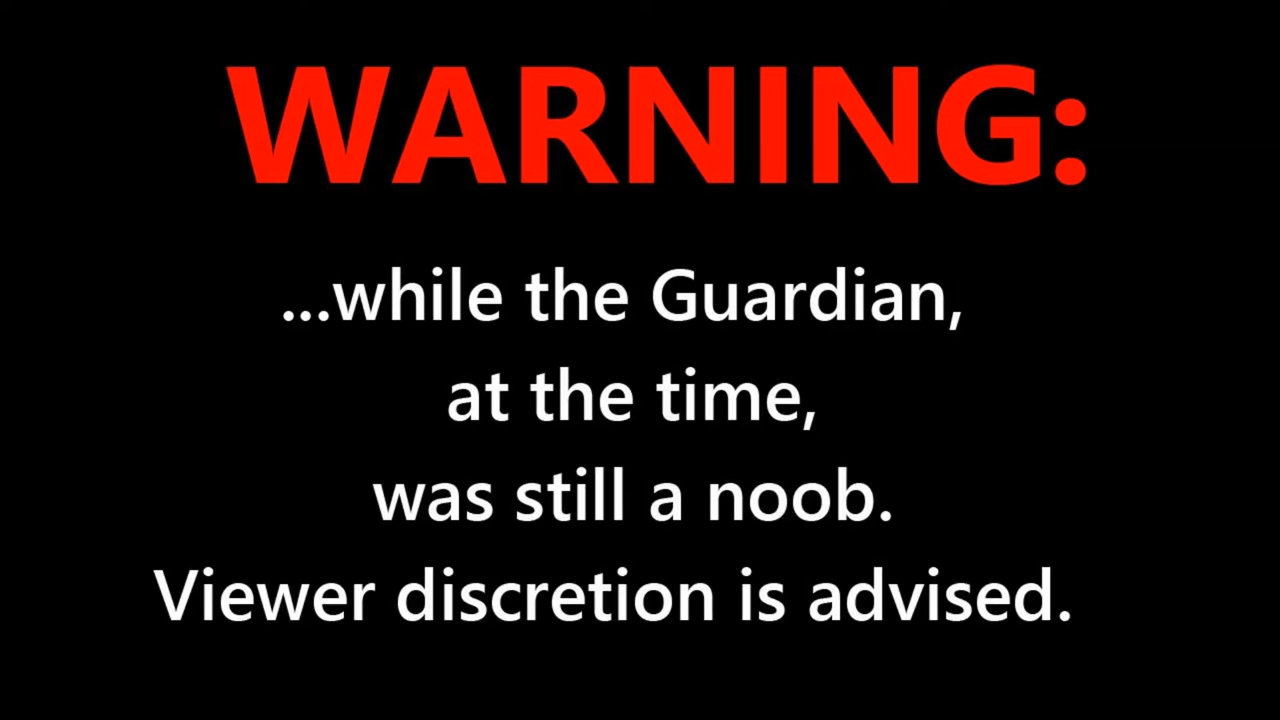 WARNING:
...while the Guardian,
at the time,
was still a noob.
Viewer discretion is advised.